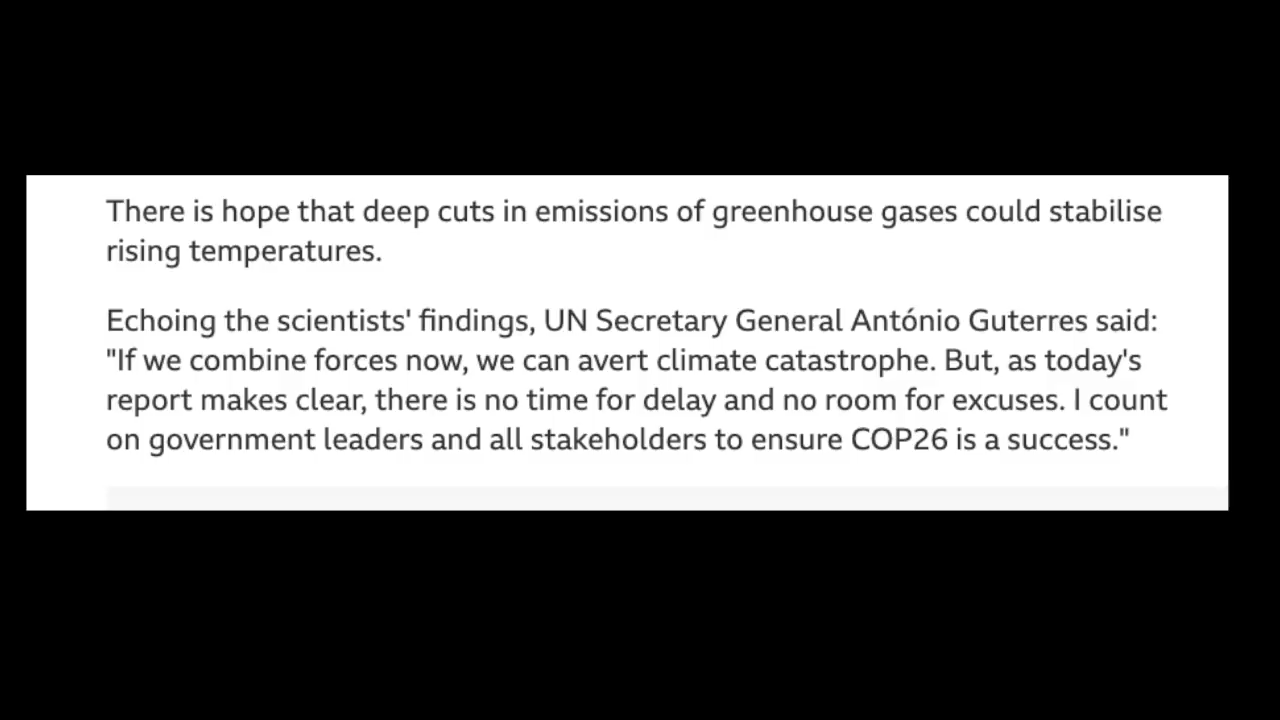 There is hope that deep cuts in emissions of greenhouse gases could stabilise
rising temperatures.
Echoing the scientists' findings, UN Secretary General António Guterres said:
"If we combine forces now, we can avert climate catastrophe. But, as today's
report makes clear, there is no time for delay and no room for excuses. I count
on government leaders and all stakeholders to ensure COP26 is a success."